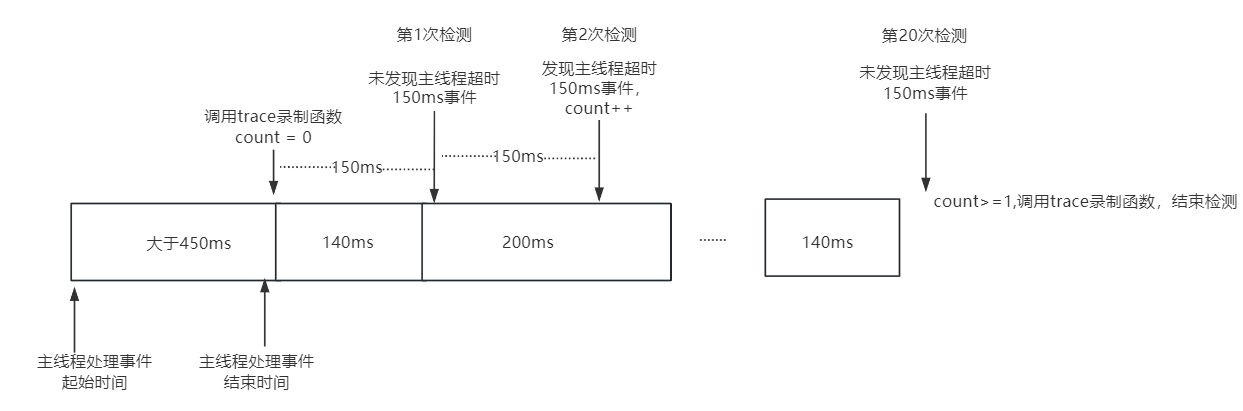 第1次检测
未发现主线程超时
150ms事件
第2次检测
发现主线程超时
150ms事件，
count++
第20次检测
未发现主线程超时
150ms事件
调用trace录制函数
count = 0
150ms
150ms
count>=1,调用trace录制函数，结束检测
大于450ms
140ms
200ms
.......
140ms
主线程处理事件
起始时间
主线程处理事件
结束时间